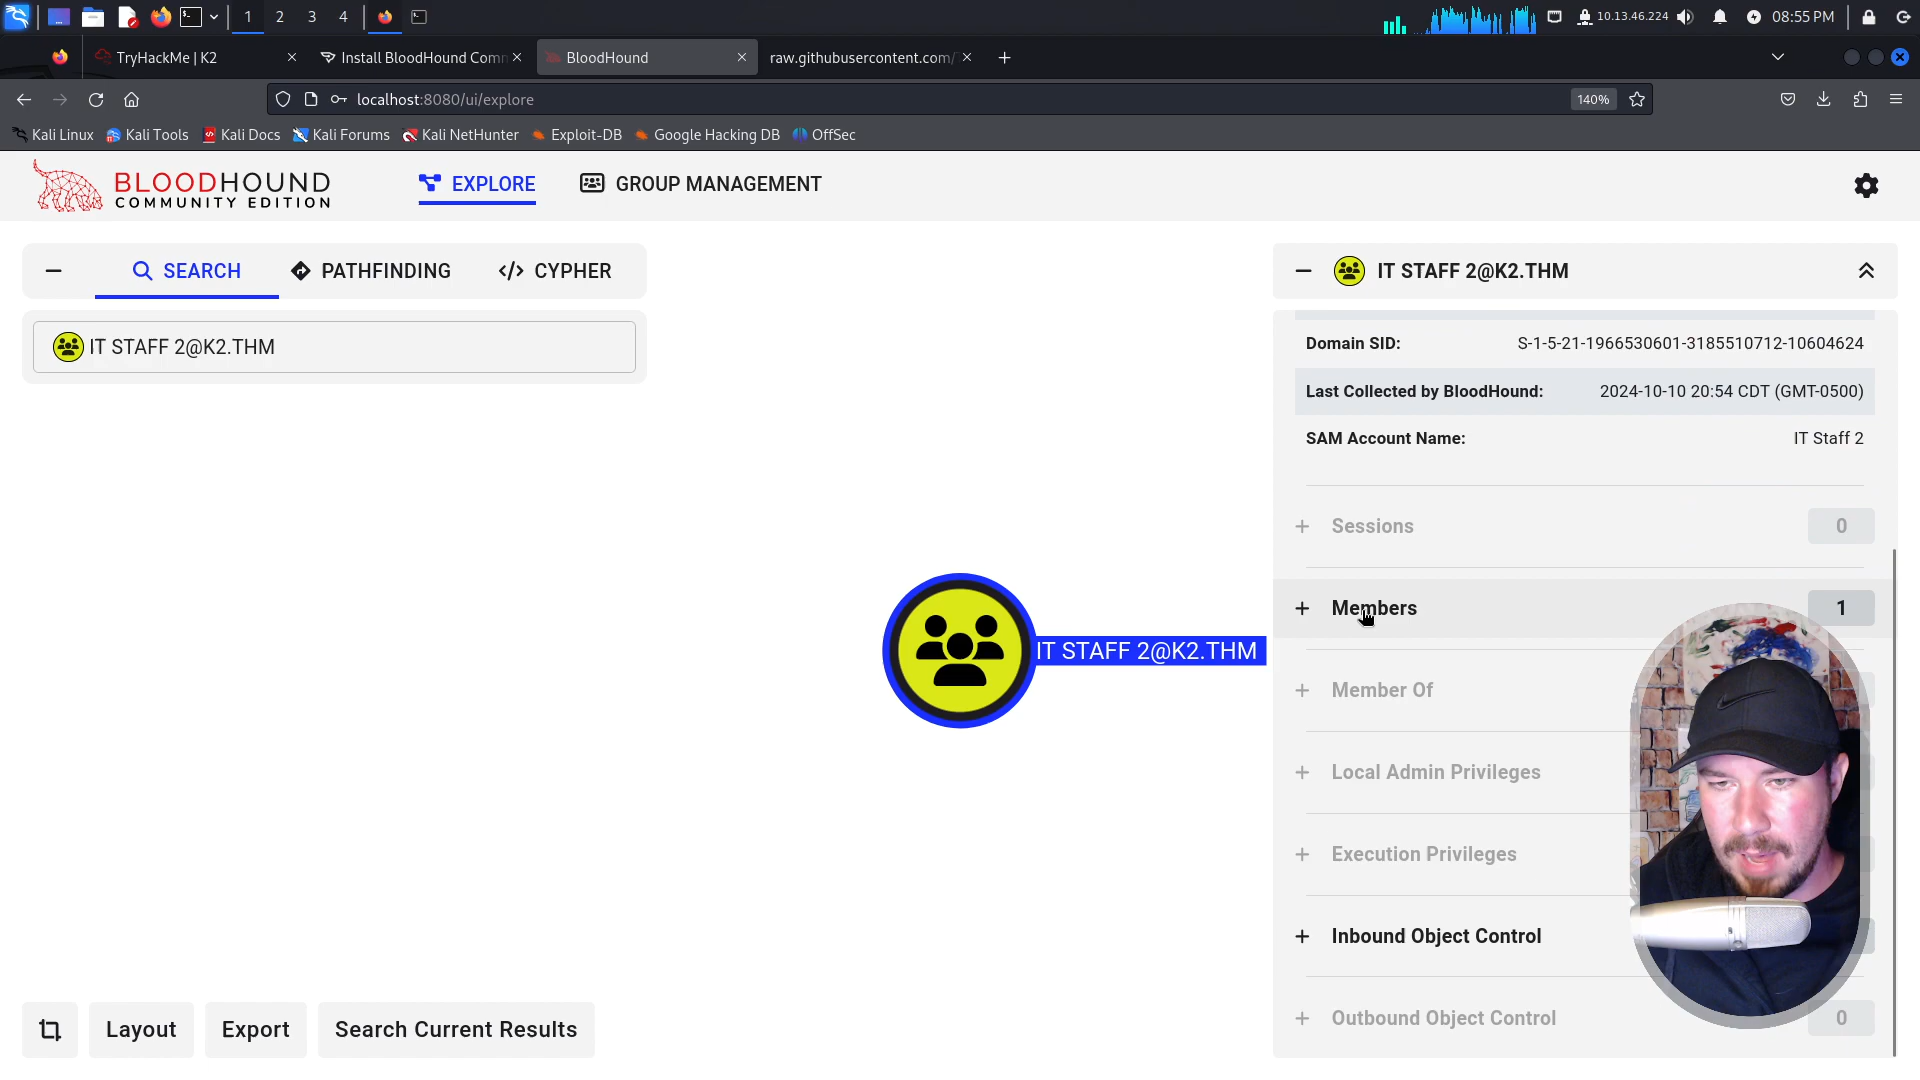 1 2 3 4 10.13.46.224 08:55 PM
TryHackMe | K2 Install BloodHound Com BloodHound raw.githubusercontent.com/
localhost:8080/ui/explore 140%
Kali Linux Kali Tools Kali Docs Kali Forums Kali NetHunter Exploit-DB Google Hacking DB OffSec
BLOODHOUND
COMMUNITY EDITION
EXPLORE GROUP MANAGEMENT
SEARCH PATHFINDING CYPHER
IT STAFF 2@K2.THM
IT STAFF 2@K2.THM
IT STAFF 2@K2.THM
Domain SID: S-1-5-21-1966530601-3185510712-10604624
Last Collected by BloodHound: 2024-10-10 20:54 CDT (GMT-0500)
SAM Account Name: IT Staff 2
Sessions 0
Members 1
Member Of
Local Admin Privileges
Execution Privileges
Inbound Object Control
Outbound Object Control 0
Layout Export Search Current Results